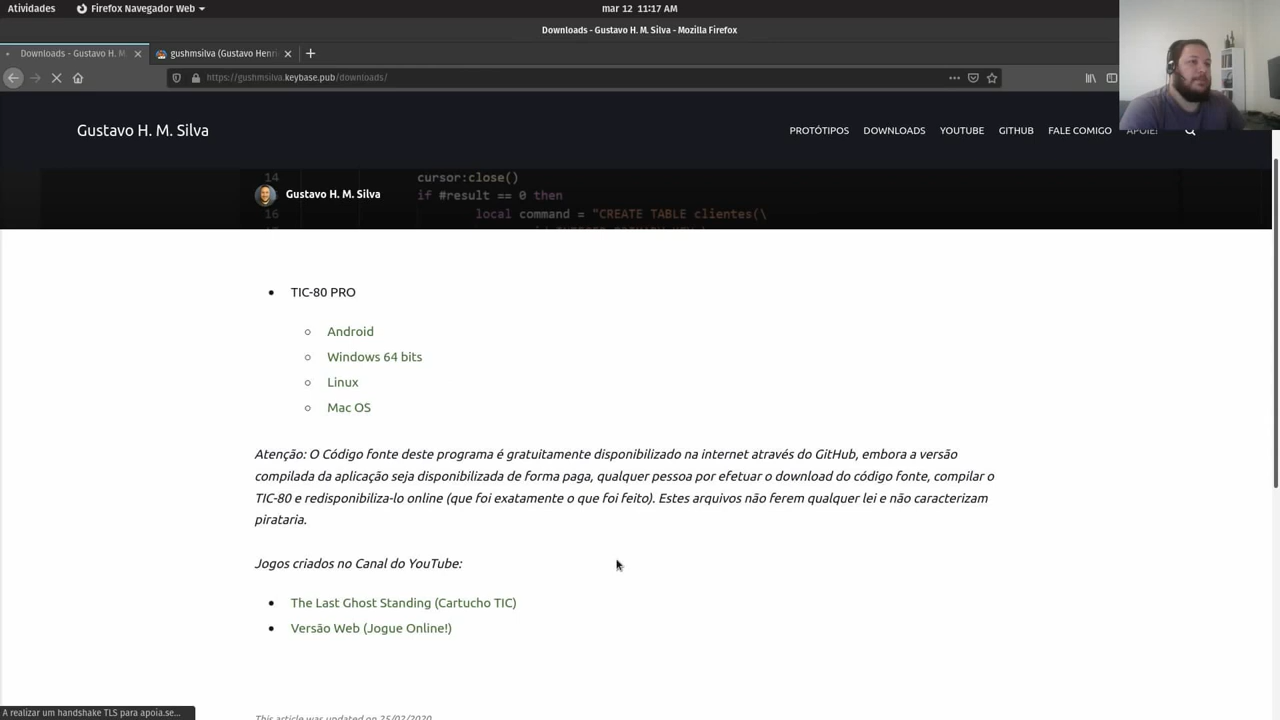 Atividades
Firefox Navegador Web
mar 12 11:17 AM
Downloads - Gustavo H. M. Silva - Mozilla Firefox
Downloads - Gustavo H. M
gushmsilva (Gustavo Henri
https://gushmsilva.keybase.pub/downloads/
Gustavo H. M. Silva
PROTÓTIPOS DOWNLOADS YOUTUBE GITHUB FALE COMIGO APOIE!
14 cursor:close()
Gustavo H. M. Silva
if #result == 0 then
16 local command = "CREATE TABLE clientes(\
TIC-80 PRO
Android
Windows 64 bits
Linux
Mac OS
Atenção: O Código fonte deste programa é gratuitamente disponibilizado na internet através do GitHub, embora a versão
compilada da aplicação seja disponibilizada de forma paga, qualquer pessoa por efetuar o download do código fonte, compilar o
TIC-80 e redisponibiliza-lo online (que foi exatamente o que foi feito). Estes arquivos não ferem qualquer lei e não caracterizam
pirataria.
Jogos criados no Canal do YouTube:
The Last Ghost Standing (Cartucho TIC)
Versão Web (Jogue Online!)
A realizar um handshake TLS para apoia.se...
This article was updated on 25/02/2020